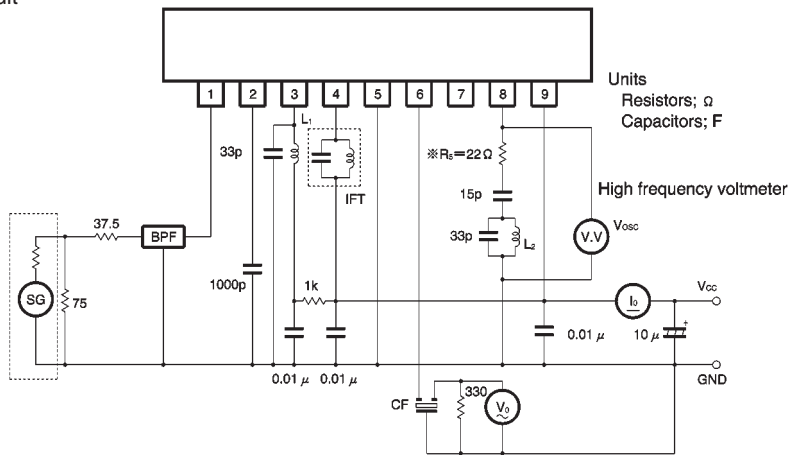 1 2 3 4 5 6 7 8 9
Units
Resistors; Ω
Capacitors; F
L1
33p
IFT
※R5=22Ω
15p
33p
L2
High frequency voltmeter
V.V
VOSC
37.5
BPF
SG
75
1000p
1k
I0
VCC
0.01 μ
10 μ
+
0.01 μ 0.01 μ
GND
CF
330
V0